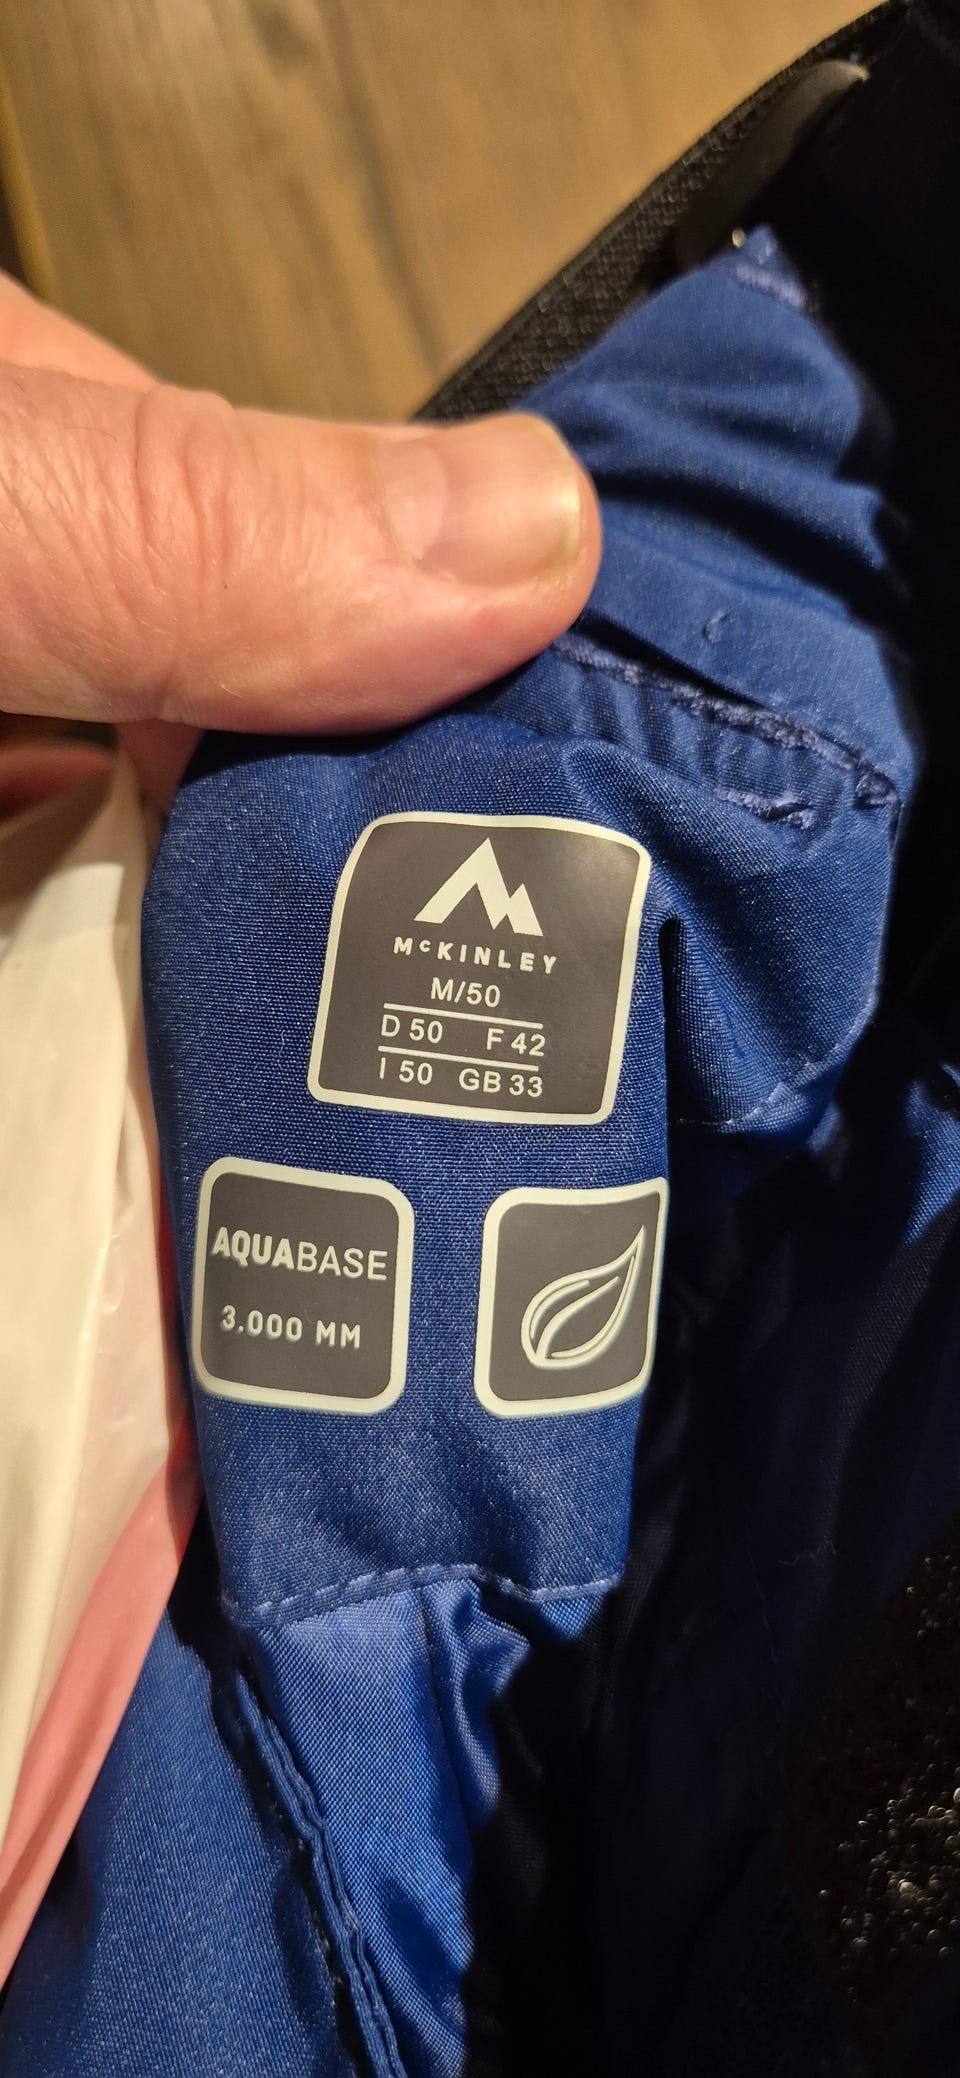 McKINLEY
M/50
D 50 F 42
I 50 GB 33
AQUABASE
3.000 MM